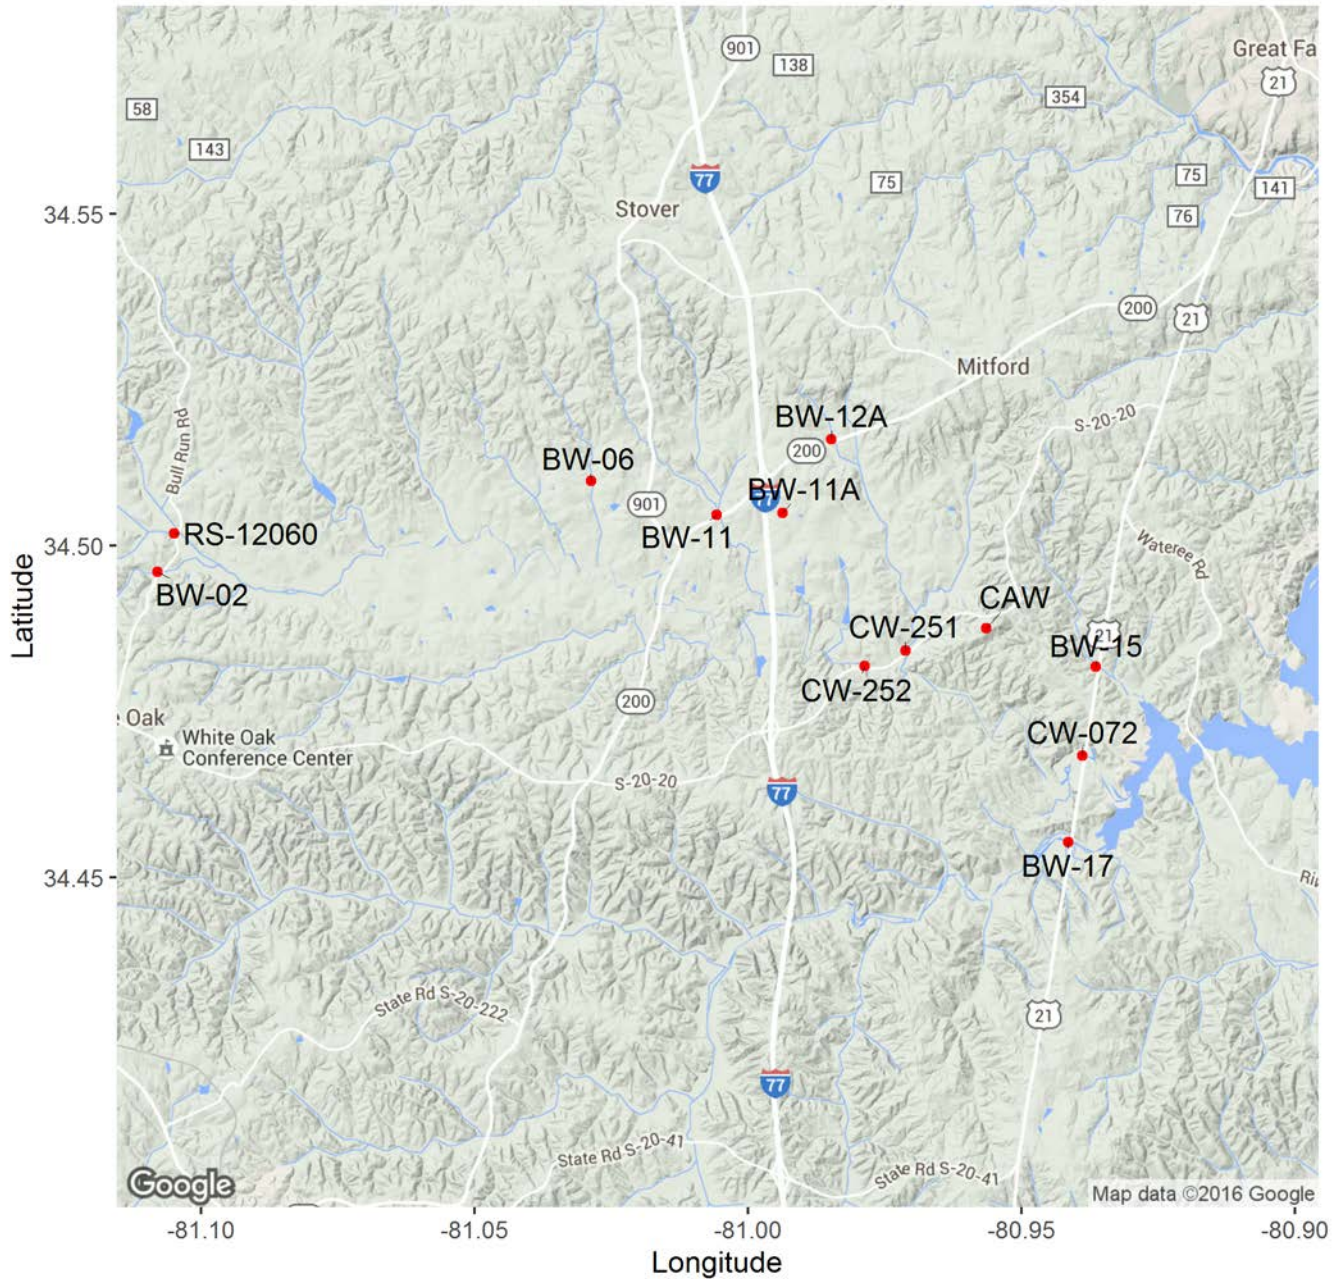 901
138
Great Fa
21
58
354
143
77
75
75
141
76
34.55
Stover
200
21
Mitford
Bull Run Rd
BW-12A
S-20-20
200
BW-06
BW-11A
77
901
RS-12060
BW-11
34.50
Wateree Rd
BW-02
CAW
CW-251
21
BW-15
CW-252
200
e Oak
White Oak
Conference Center
CW-072
S-20-20
77
BW-17
34.45
Latitude
State Rd S-20-222
21
77
State Rd S-20-41
State Rd S-20-41
Google
Map data ©2016 Google
-81.10
-81.05
-81.00
-80.95
-80.90
Longitude